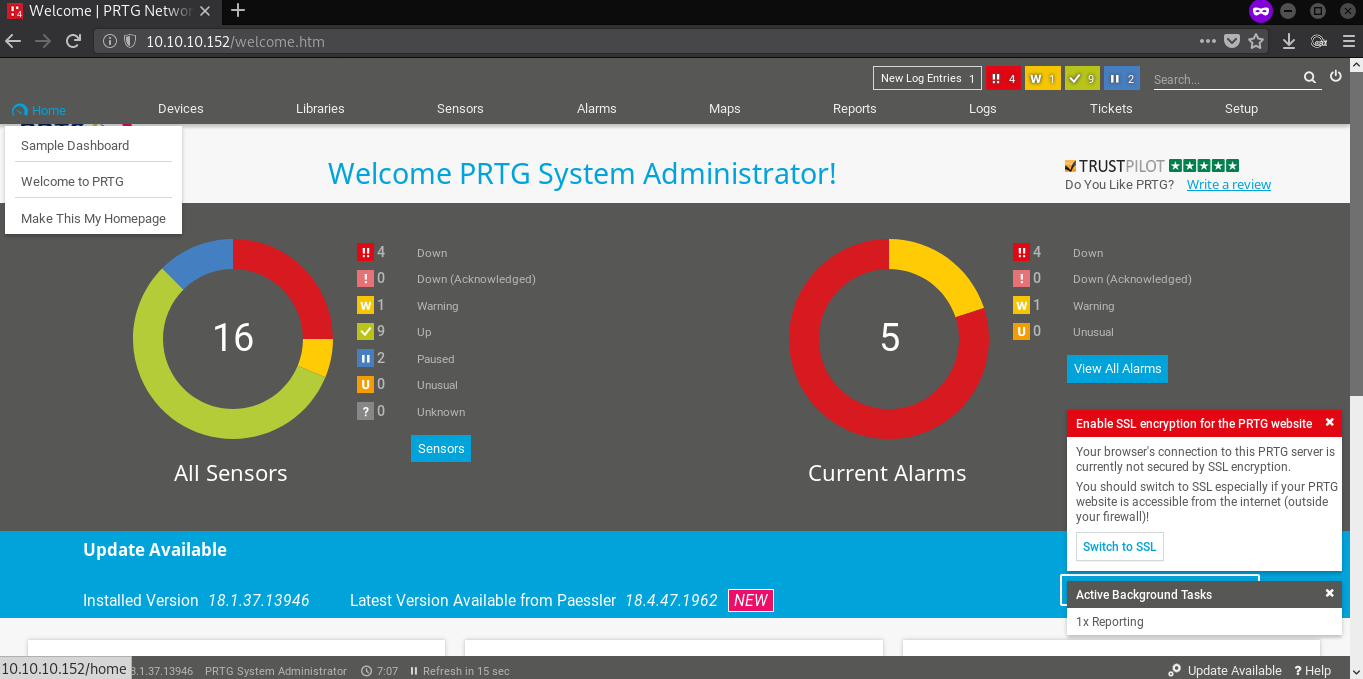 Welcome | PRTG Networ
10.10.10.152/welcome.htm
New Log Entries 1 !! 4 W 1 9 2 Search...
Home Devices Libraries Sensors Alarms Maps Reports Logs Tickets Setup
Sample Dashboard
Welcome to PRTG
Make This My Homepage
Welcome PRTG System Administrator!
TRUSTPILOT
Do You Like PRTG? Write a review
16
!! 4 Down
! 0 Down (Acknowledged)
W 1 Warning
9 Up
2 Paused
U 0 Unusual
? 0 Unknown
Sensors
All Sensors
5
!! 4 Down
! 0 Down (Acknowledged)
W 1 Warning
U 0 Unusual
View All Alarms
Current Alarms
Enable SSL encryption for the PRTG website
Your browser's connection to this PRTG server is
currently not secured by SSL encryption.
You should switch to SSL especially if your PRTG
website is accessible from the internet (outside
your firewall)!
Switch to SSL
Update Available
Installed Version 18.1.37.13946 Latest Version Available from Paessler 18.4.47.1962 NEW
Active Background Tasks
1x Reporting
10.10.10.152/home 8.1.37.13946 PRTG System Administrator 7:07 Refresh in 15 sec Update Available ? Help